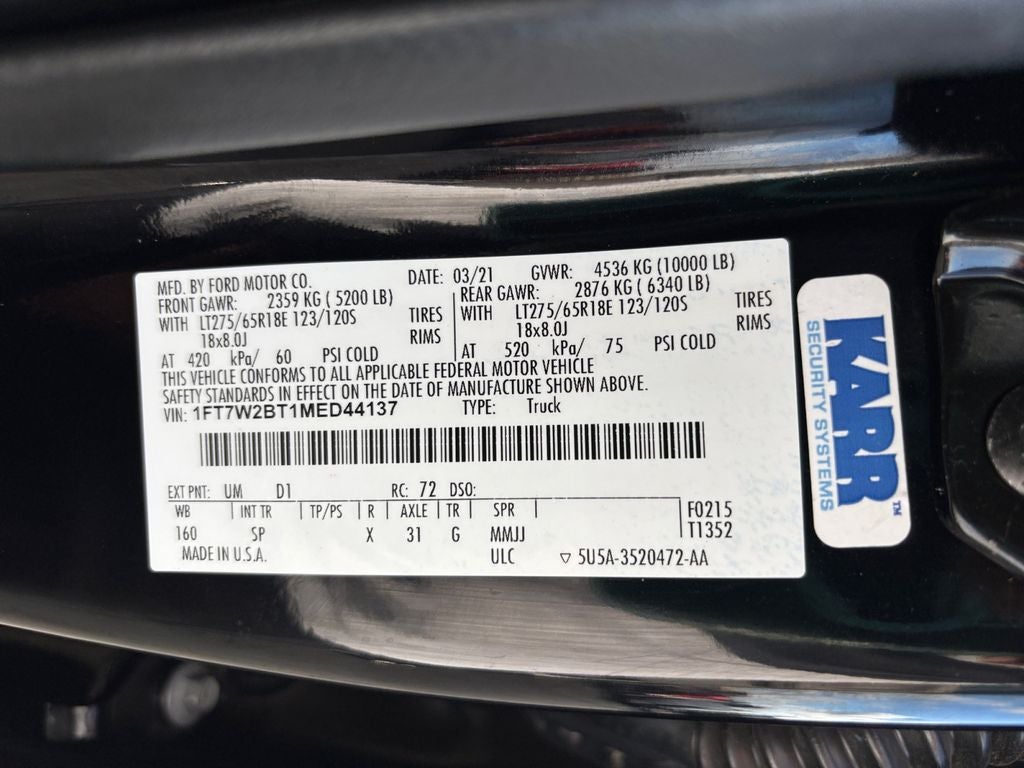 MFD. BY FORD MOTOR CO. DATE: 03/21 GVWR: 4536 KG (10000 LB)
FRONT GAWR: 2359 KG ( 5200 LB) REAR GAWR: 2876 KG ( 6340 LB)
WITH LT275/65R18E 123/120S TIRES WITH LT275/65R18E 123/120S TIRES
18x8.0J RIMS 18x8.0J RIMS
AT 420 kPa/ 60 PSI COLD AT 520 kPa/ 75 PSI COLD
THIS VEHICLE CONFORMS TO ALL APPLICABLE FEDERAL MOTOR VEHICLE
SAFETY STANDARDS IN EFFECT ON THE DATE OF MANUFACTURE SHOWN ABOVE.
VIN: 1FT7W2BT1MED44137 TYPE: Truck
EXT PNT: UM D1 RC: 72 DSO:
WB INT TR TP/PS R AXLE TR SPR F0215
160 SP X 31 G MMJJ T1352
MADE IN U.S.A. ULC 5U5A-3520472-AA
KARR™
SECURITY SYSTEMS